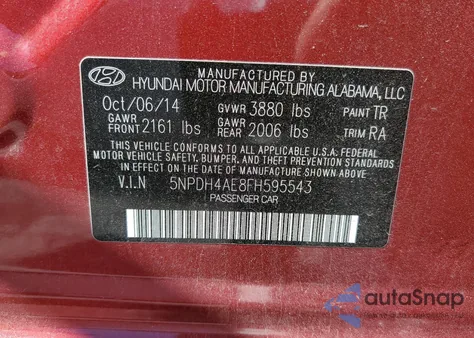 MANUFACTURED BY
HYUNDAI MOTOR MANUFACTURING ALABAMA, LLC
Oct/06/14 GVWR 3880 lbs PAINT TR
GAWR FRONT 2161 lbs GAWR REAR 2006 lbs TRIM RA
THIS VEHICLE CONFORMS TO ALL APPLICABLE U.S.A FEDERAL
MOTOR VEHICLE SAFETY, BUMPER, AND THEFT PREVENTION STANDARDS
IN EFFECT ON THE DATE OF MANUFACTURE SHOWN ABOVE.
V.I.N 5NPDH4AE8FH595543
PASSENGER CAR
autoSnap